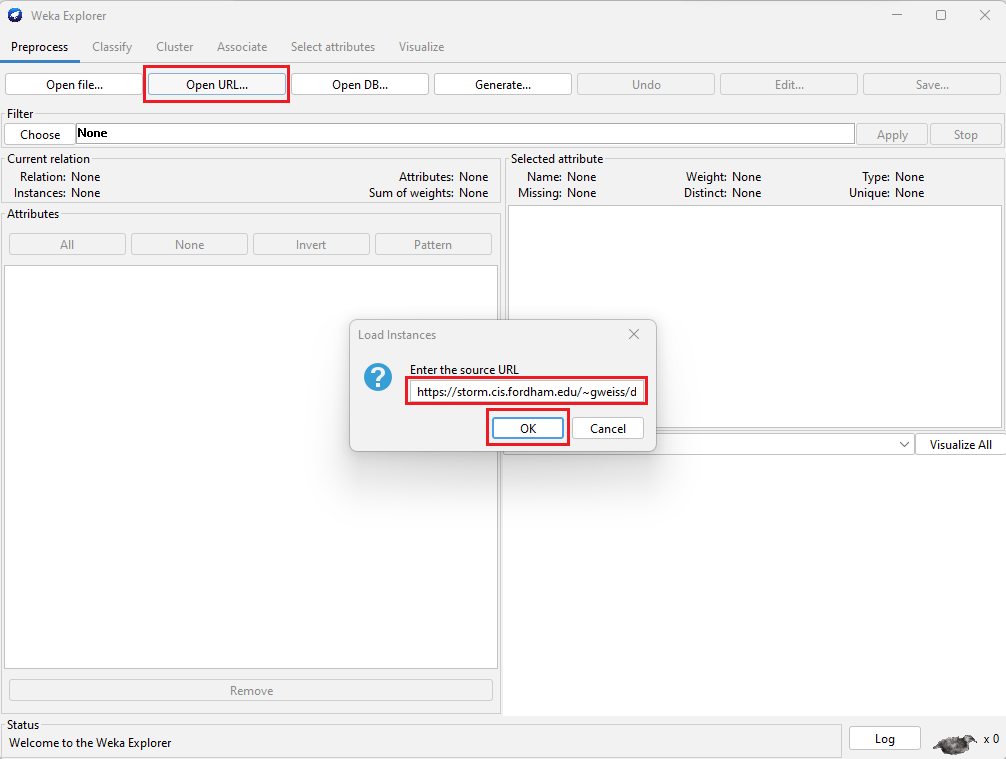 Weka Explorer
Preprocess Classify Cluster Associate Select attributes Visualize
Open file... Open URL... Open DB... Generate... Undo Edit... Save...
Filter
Choose None Apply Stop
Current relation
Relation: None Attributes: None
Instances: None Sum of weights: None
Selected attribute
Name: None Weight: None Type: None
Missing: None Distinct: None Unique: None
Attributes
All None Invert Pattern
Load Instances
?
Enter the source URL
https://storm.cis.fordham.edu/~gweiss/d
OK Cancel
Visualize All
Remove
Status
Welcome to the Weka Explorer
Log x 0